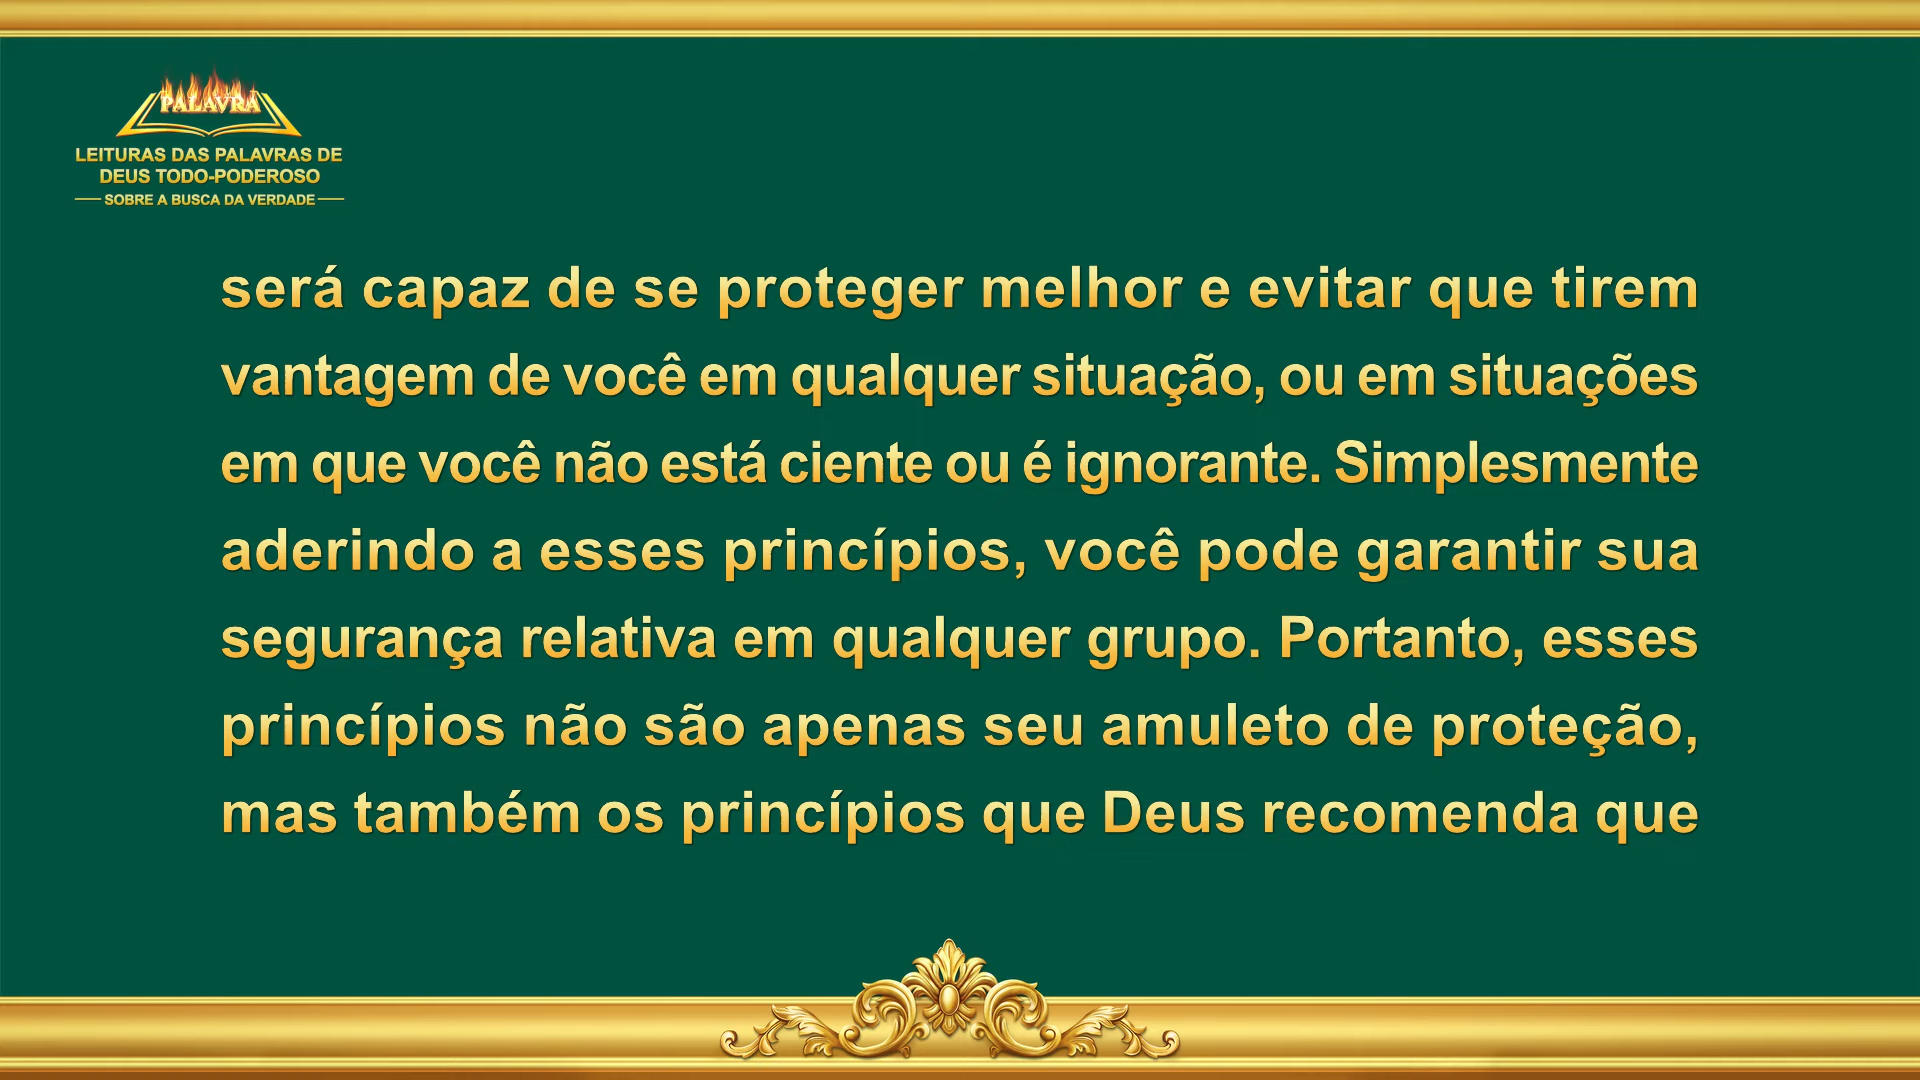 PALAVRA
LEITURAS DAS PALAVRAS DE
DEUS TODO-PODEROSO
SOBRE A BUSCA DA VERDADE
será capaz de se proteger melhor e evitar que tirem
vantagem de você em qualquer situação, ou em situações
em que você não está ciente ou é ignorante. Simplesmente
aderindo a esses princípios, você pode garantir sua
segurança relativa em qualquer grupo. Portanto, esses
princípios não são apenas seu amuleto de proteção,
mas também os princípios que Deus recomenda que